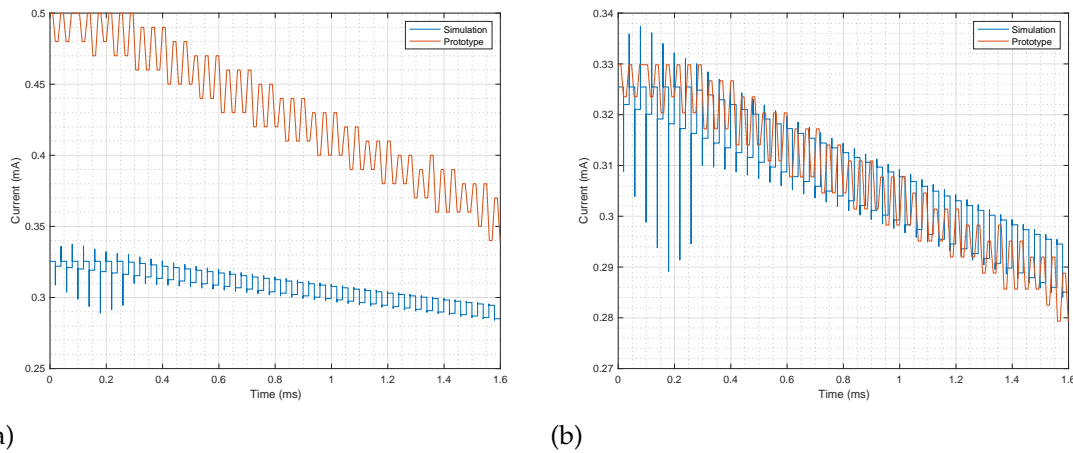 0.5
0.45
0.4
0.35
0.3
0.25
Current (mA)
0 0.2 0.4 0.6 0.8 1 1.2 1.4 1.6
Time (ms)
Simulation
Prototype
0.34
0.33
0.32
0.31
0.3
0.29
0.28
0.27
Current (mA)
0 0.2 0.4 0.6 0.8 1 1.2 1.4 1.6
Time (ms)
Simulation
Prototype
a)
(b)